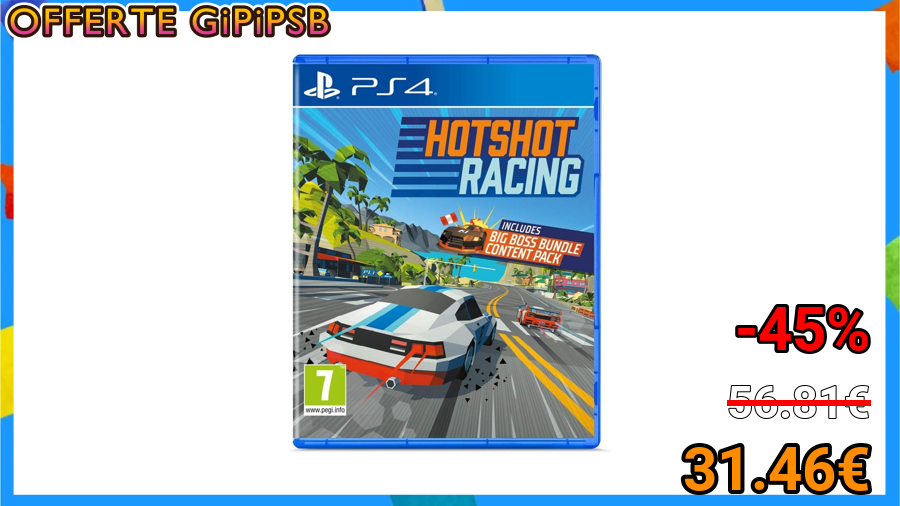 OFFERTE GiPiPSB
PS4
HOTSHOT
RACING
INCLUDES
BIG BOSS BUNDLE
CONTENT PACK
7
www.pegi.info
-45%
56.81€
31.46€